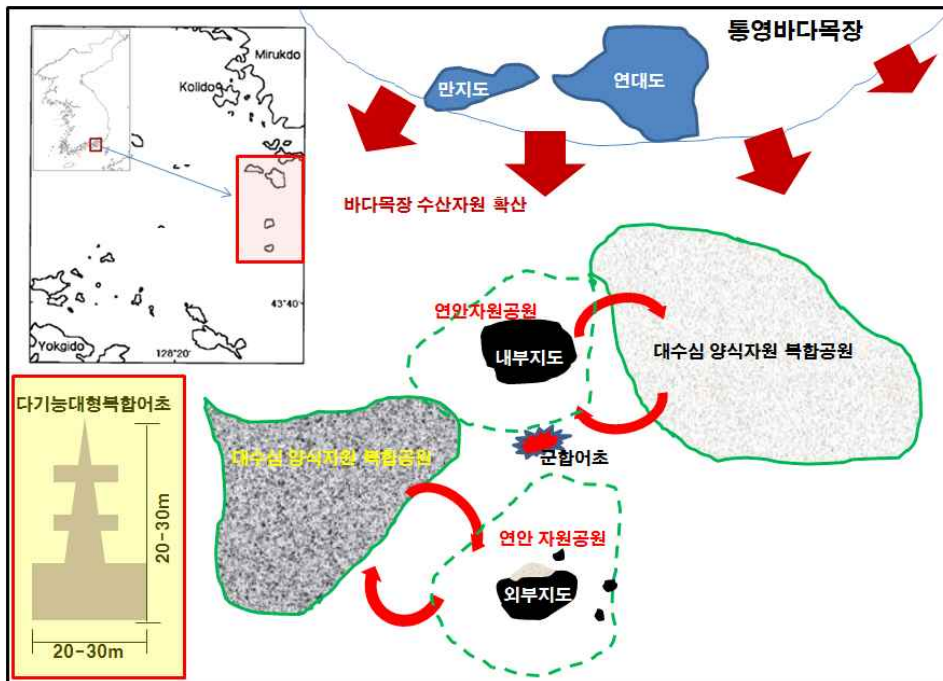 통영바다목장
Mirukdo
Kolido
만지도
연대도
바다목장 수산자원 확산
43°40'
Yokgido
128°20'
연안자원공원
내부지도
대수심 양식자원 복합공원
다기능대형복합어초
20-30m
20-30m
대수심 양식자원 복합공원
군합어초
연안 자원공원
외부지도